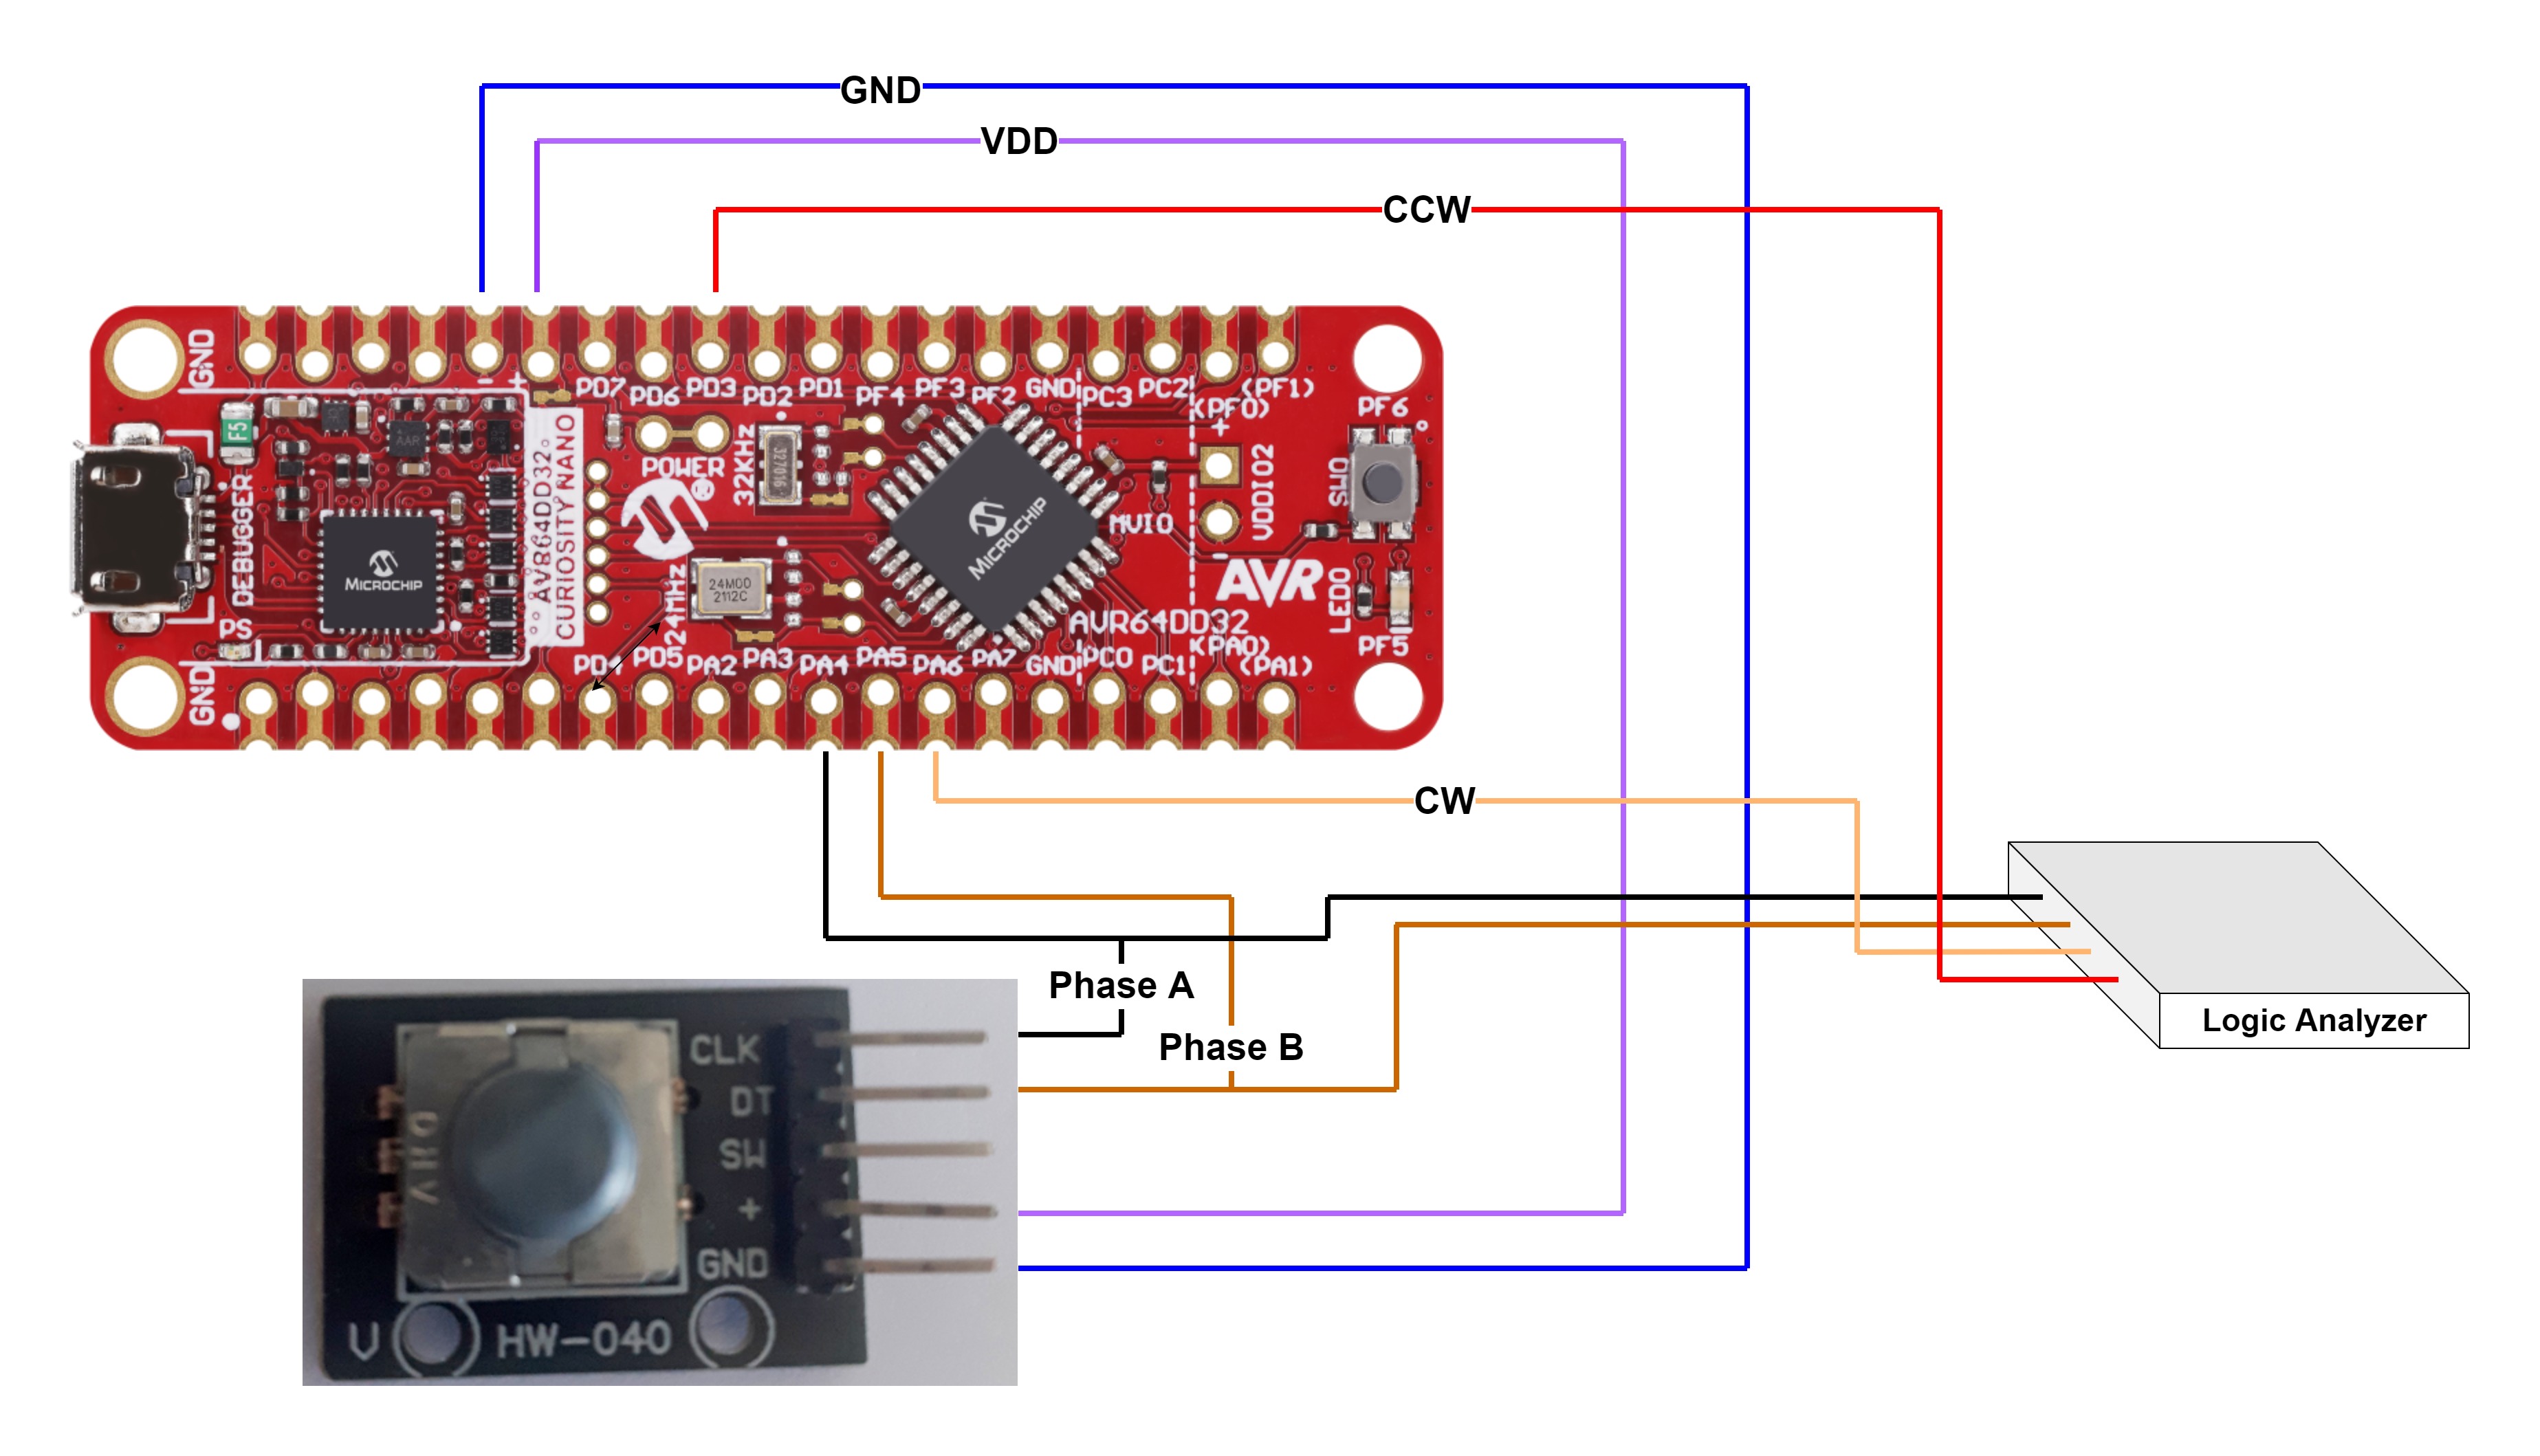 GND
VDD
CCW
GND
- +
PD7
PD6
PD3
PD2
PD1
PF4
PF3
PF2
GND
PC3
PC2
(PF0)
(PF1)
PF6
F5
AAR
DEBUGGER
MICROCHIP
AVR64DD32
CURIOSITY NANO
POWER
®
32KHz
327016
24MHz
24M00
2112C
MICROCHIP
MVIO
+
-
VDDIO2
SW0
AVR
LED0
AVR64DD32
PS
GND
PD4
PD5
PA2
PA3
PA4
PA5
PA6
PA7
GND
PC0
PC1
(PA0)
(PA1)
PF5
CW
Phase A
Phase B
Logic Analyzer
CLK
DT
SW
+
GND
V
HW-040